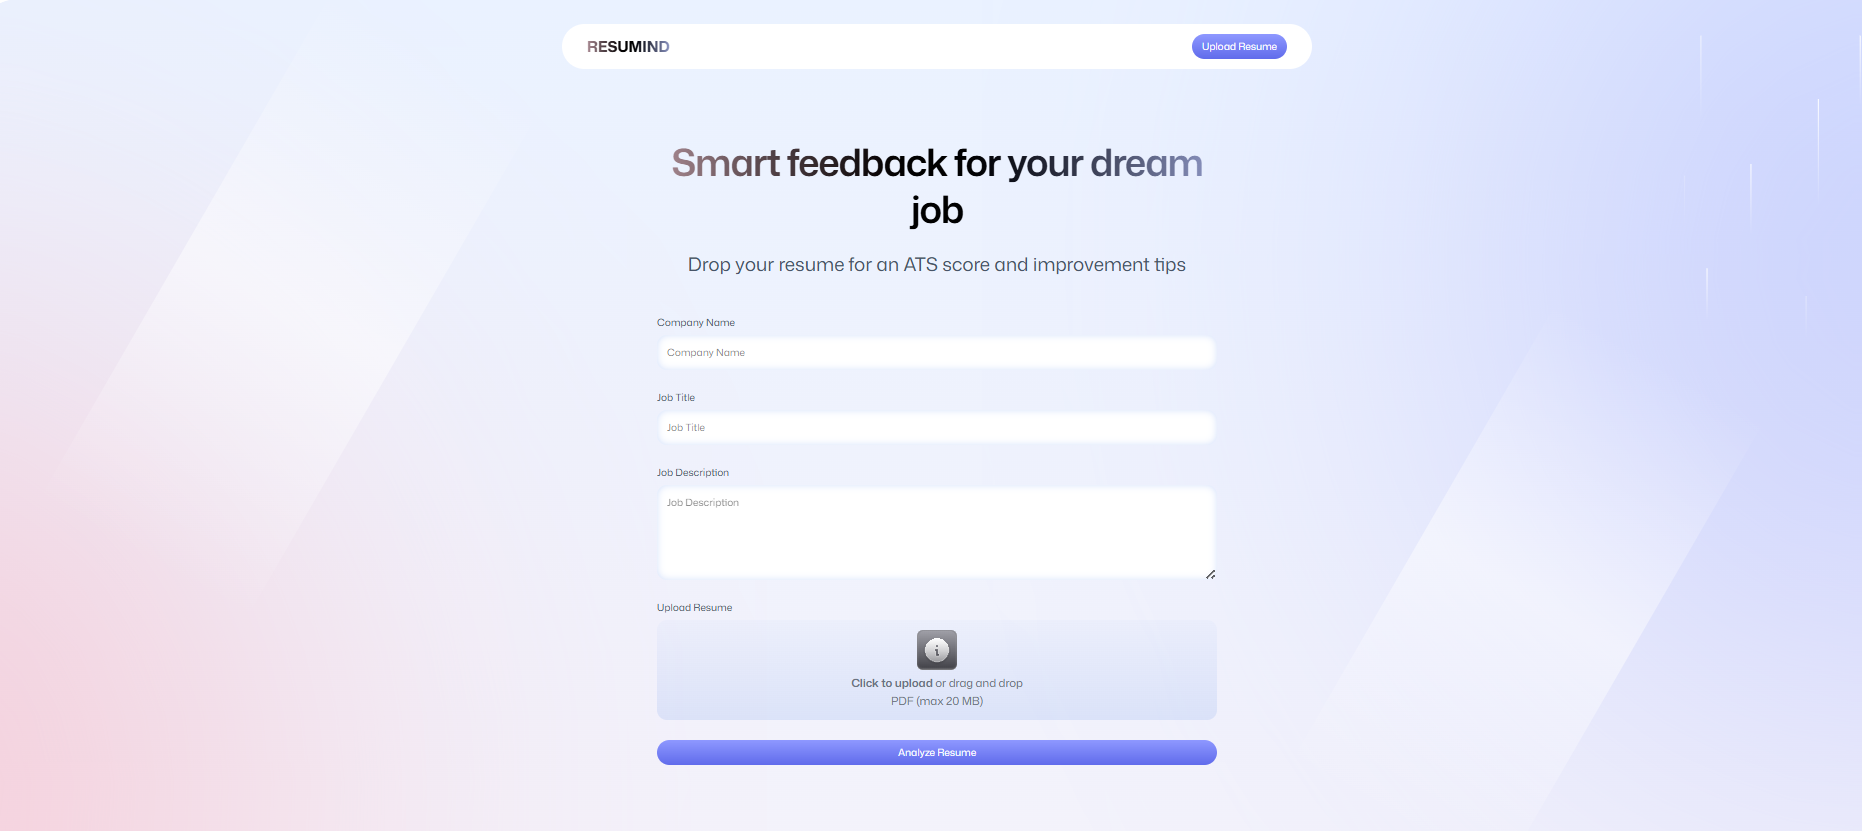 RESUMIND
Upload Resume
Smart feedback for your dream
job
Drop your resume for an ATS score and improvement tips
Company Name
Company Name
Job Title
Job Title
Job Description
Job Description
Upload Resume
i
Click to upload or drag and drop
PDF (max 20 MB)
Analyze Resume